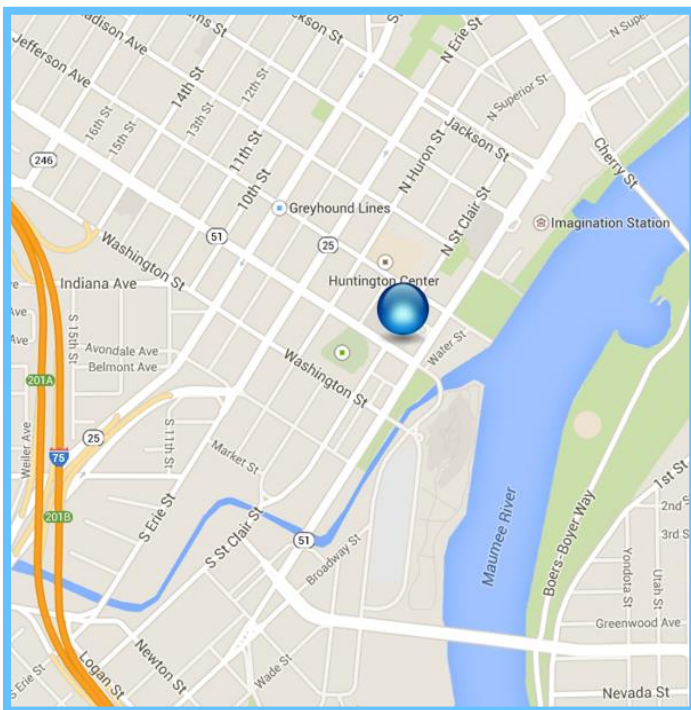 Madison Ave
Jefferson Ave
Jackson St
N Erie St
N Superior St
14th St
12th St
13th St
16th St
15th St
11th St
10th St
N Huron St
Jackson St
Cherry St
246
Greyhound Lines
N St Clair St
Imagination Station
51
25
Washington St
Indiana Ave
Huntington Center
S 15th St
Water St
Avondale Ave
Belmont Ave
Washington St
201A
Weiler Ave
25
S 11th St
Market St
75
1st St
2nd S
3rd S
201B
S Erie St
S St Clair St
51
Broadway St
Maumee River
Boers-Boyer Way
Yondota St
Utah St
Greenwood Ave
Newton St
Logan St
S Erie St
Wade St
Nevada St